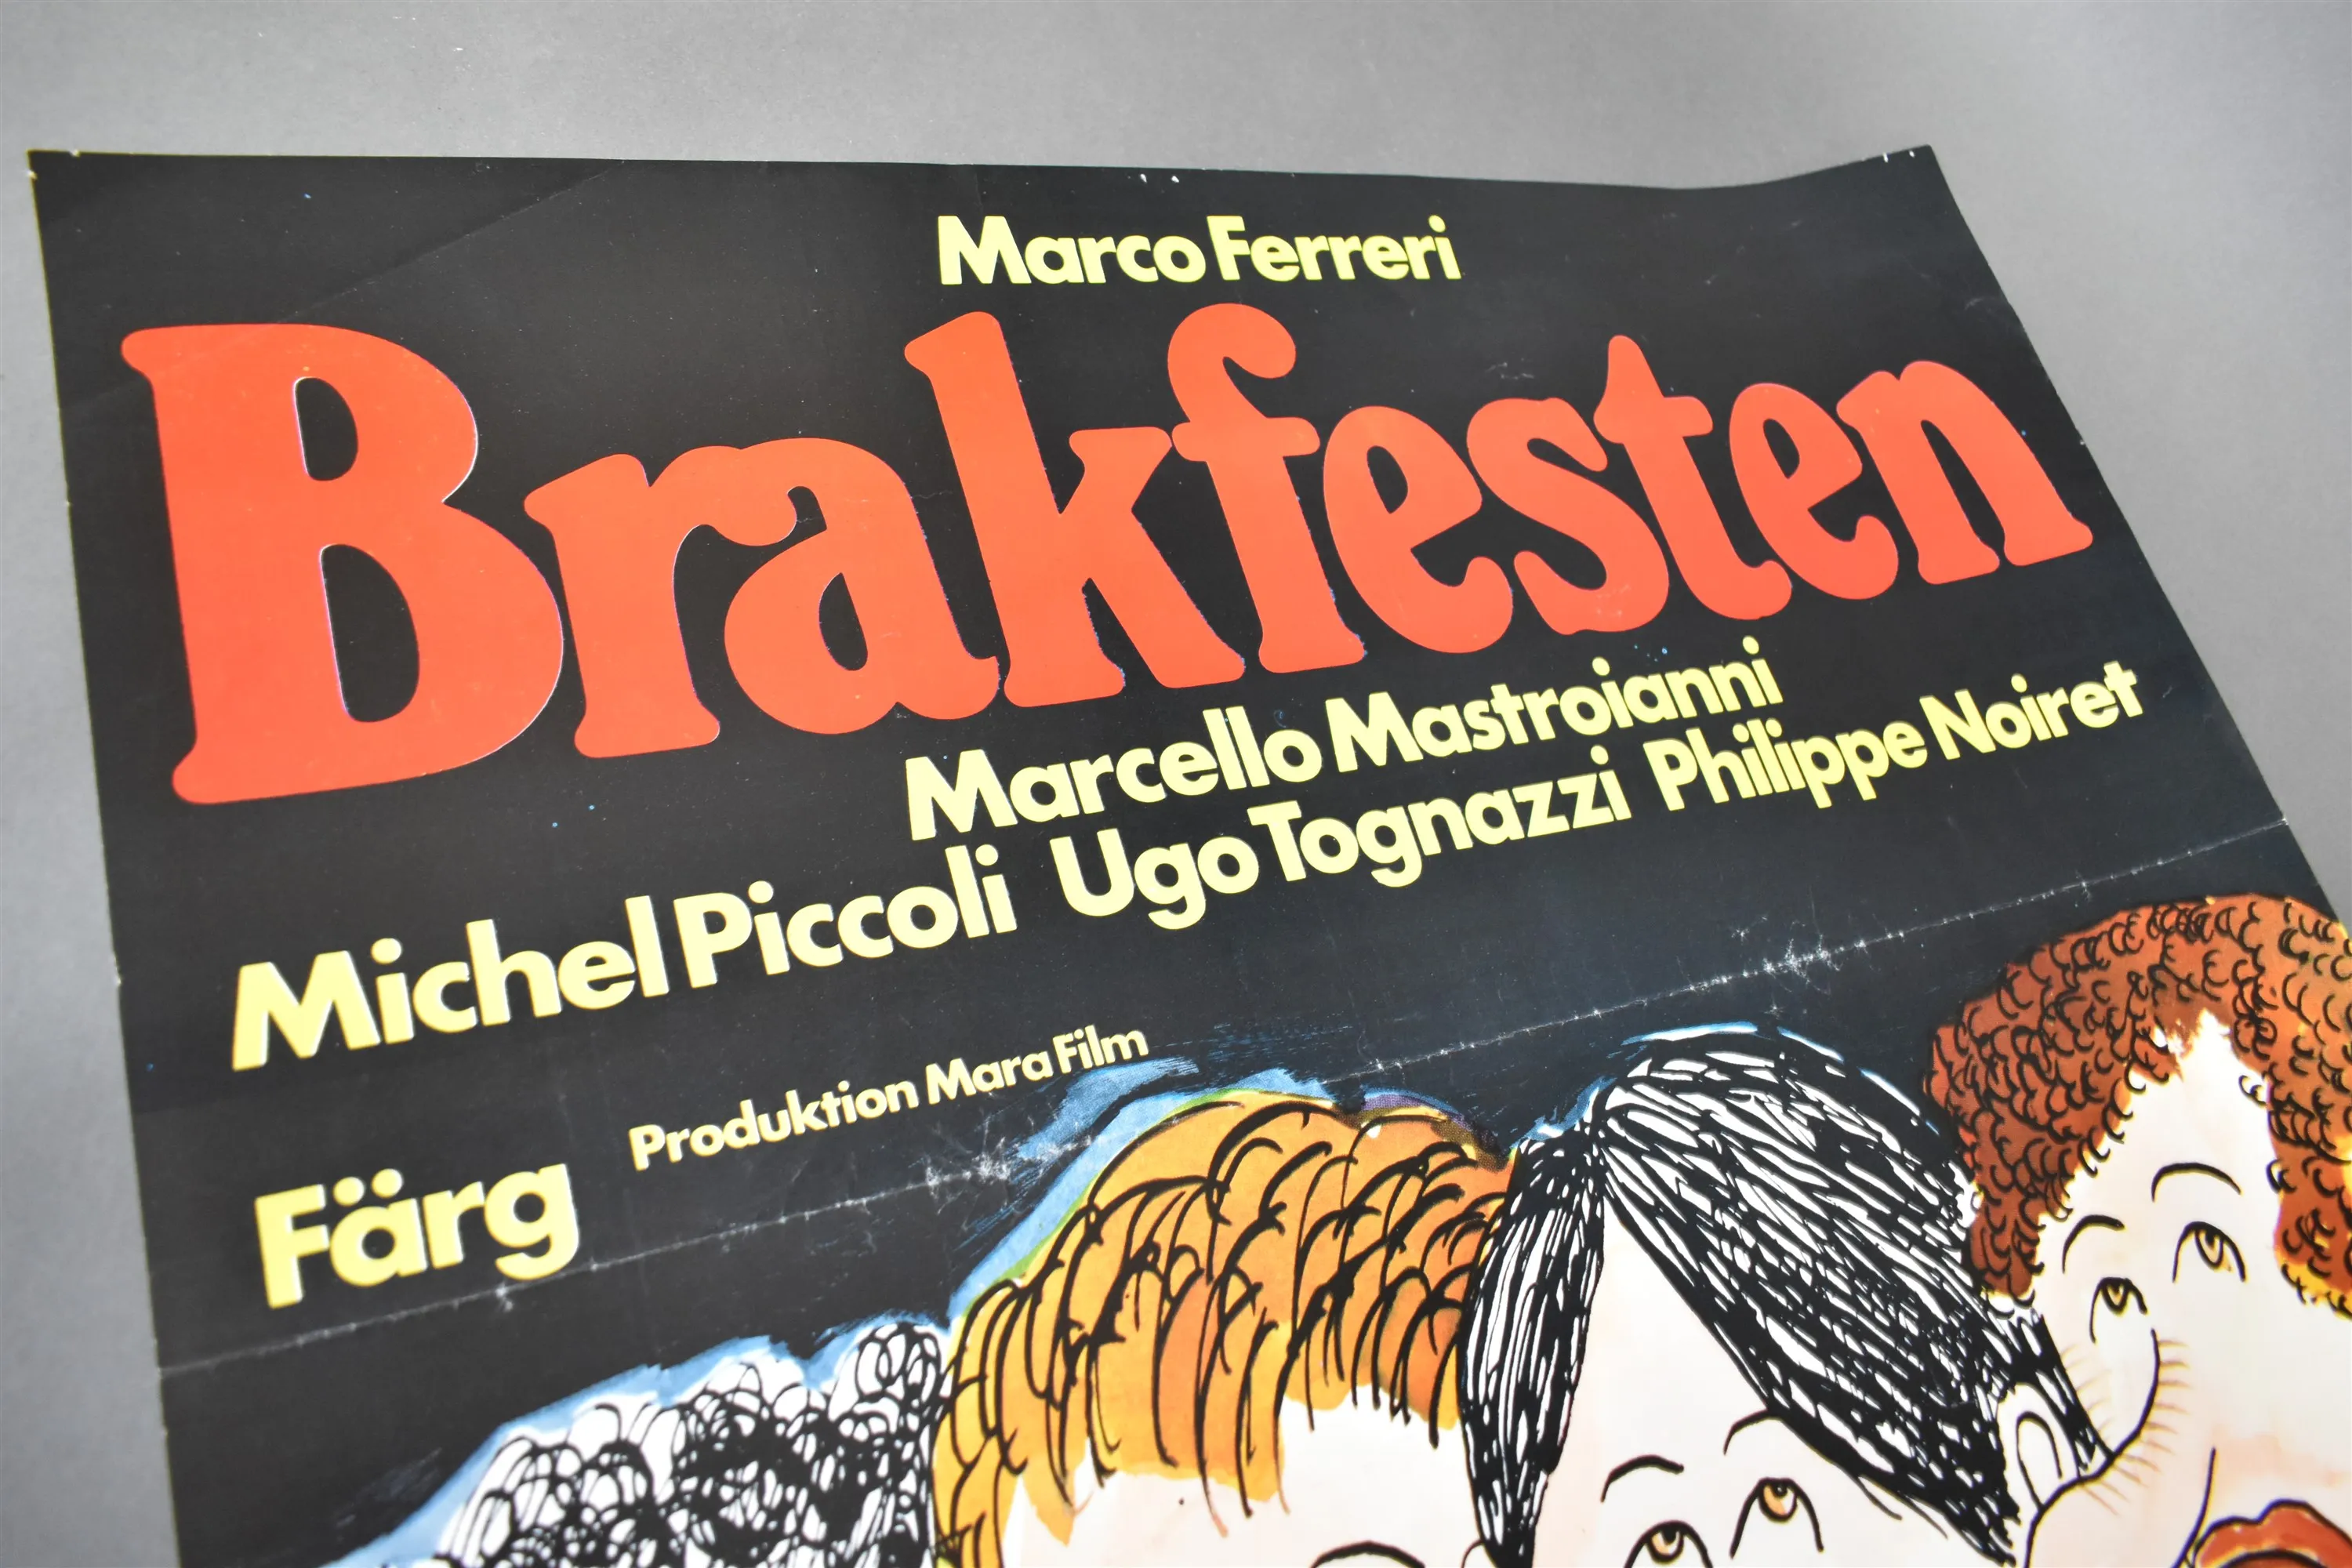 Marco Ferreri
Brakfesten
Marcello Mastroianni
Michel Piccoli Ugo Tognazzi Philippe Noiret
Produktion Mara Film
Färg